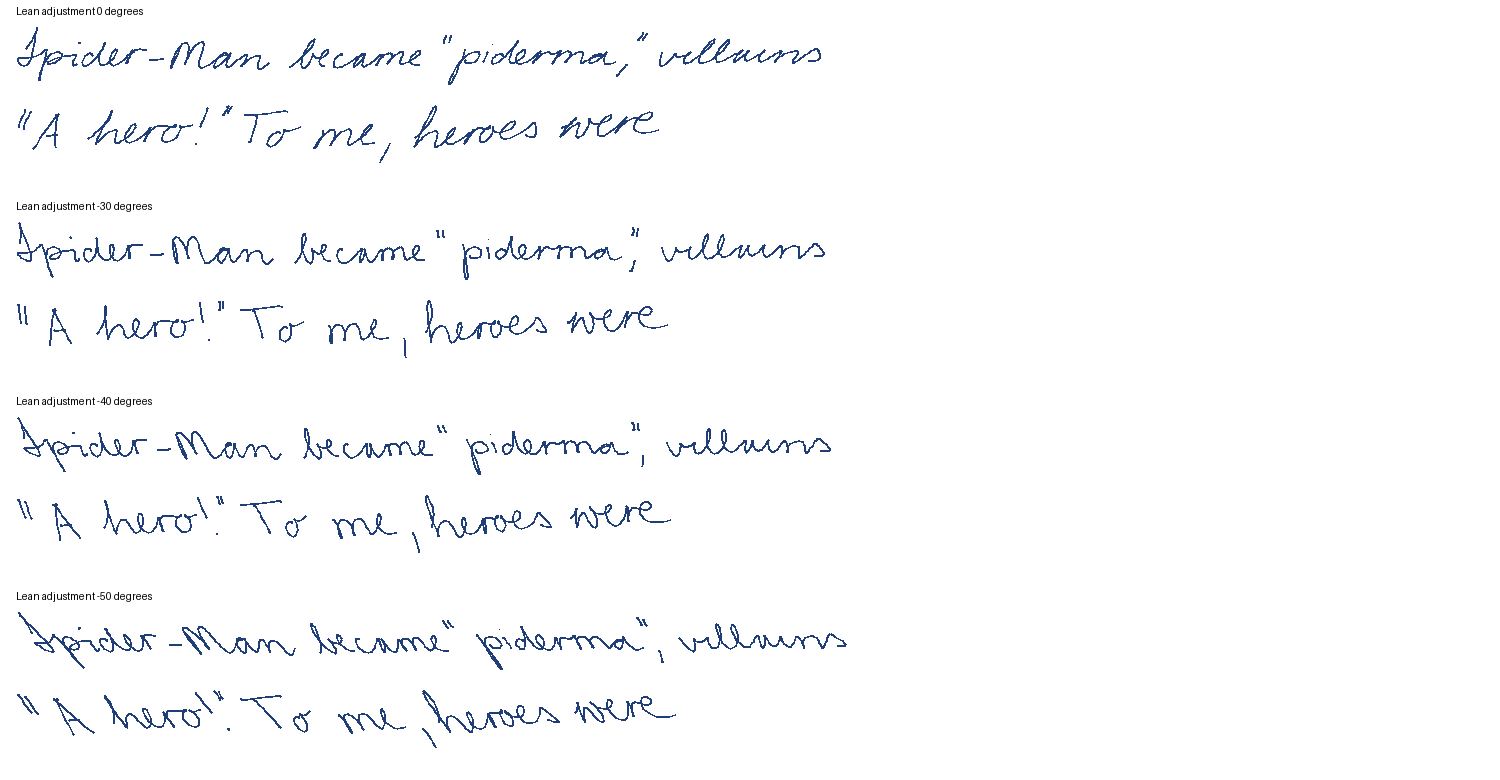 Lean adjustment 0 degrees
Spider-Man became "piderma," villains
"A hero!" To me, heroes were
Lean adjustment -30 degrees
Spider-Man became "piderma", villains
"A hero!" To me, heroes were
Lean adjustment -40 degrees
Spider-Man became "piderma", villains
"A hero!" To me, heroes were
Lean adjustment -50 degrees
Spider-Man became "piderma", villains
"A hero!" To me, heroes were